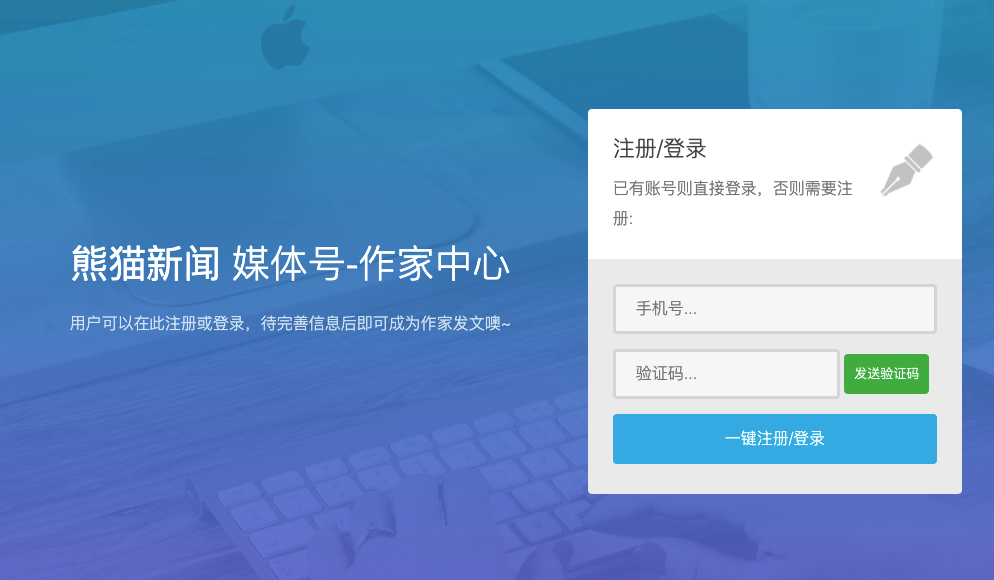 熊猫新闻 媒体号-作家中心
用户可以在此注册或登录，待完善信息后即可成为作家发文噢~
注册/登录
已有账号则直接登录，否则需要注
册:
手机号...
验证码...
发送验证码
一键注册/登录